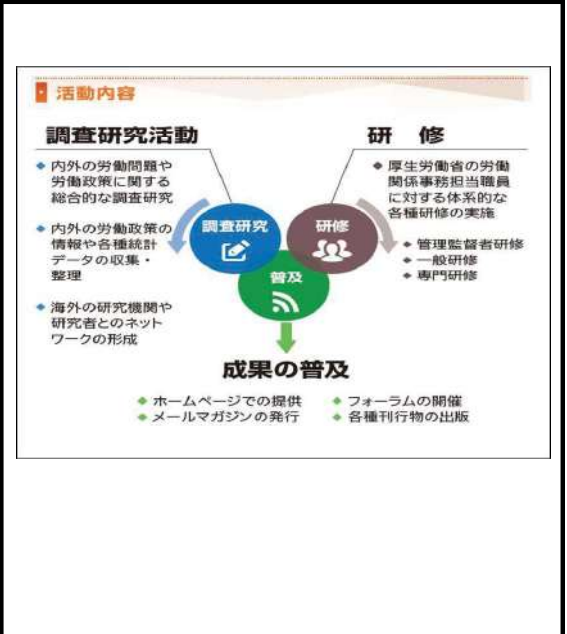 活動内容
調査研究活動
内外の労働問題や
労働政策に関する
総合的な調査研究
内外の労働政策の
情報や各種統計
データの収集・
整理
海外の研究機関や
研究者とのネット
ワークの形成
調査研究
研修
普及
研 修
厚生労働省の労働
関係事務担当職員
に対する体系的な
各種研修の実施
管理監督者研修
一般研修
専門研修
成果の普及
ホームページでの提供
メールマガジンの発行
フォーラムの開催
各種刊行物の出版